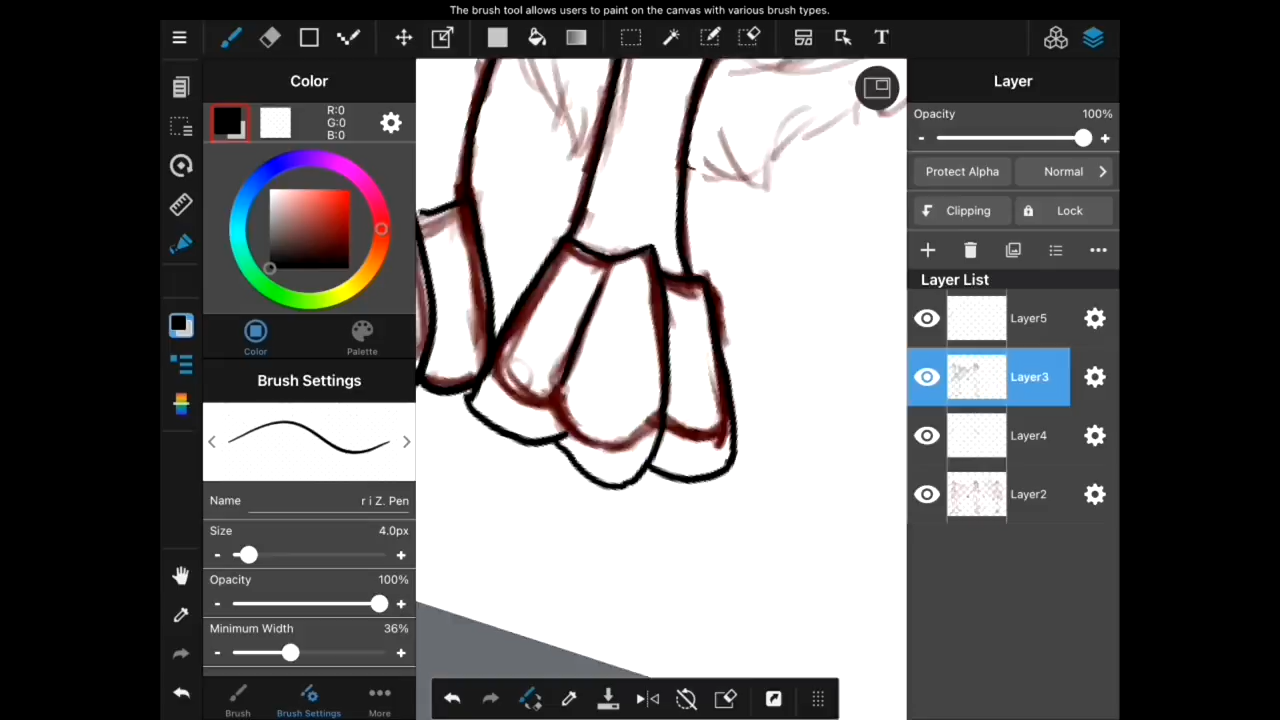 The brush tool allows users to paint on the canvas with various brush types.
T
Color
R:0
G:0
B:0
Color
Palette
Brush Settings
Name r i Z. Pen
Size 4.0px
- +
Opacity 100%
- +
Minimum Width 36%
- +
Brush
Brush Settings
More
Layer
Opacity 100%
- +
Protect Alpha
Normal
Clipping
Lock
Layer List
Layer5
Layer3
Layer4
Layer2